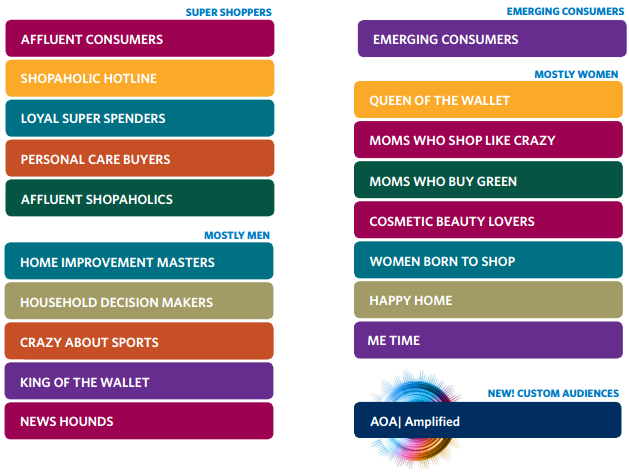 SUPER SHOPPERS
AFFLUENT CONSUMERS
SHOPAHOLIC HOTLINE
LOYAL SUPER SPENDERS
PERSONAL CARE BUYERS
AFFLUENT SHOPAHOLICS
MOSTLY MEN
HOME IMPROVEMENT MASTERS
HOUSEHOLD DECISION MAKERS
CRAZY ABOUT SPORTS
KING OF THE WALLET
NEWS HOUNDS
EMERGING CONSUMERS
EMERGING CONSUMERS
MOSTLY WOMEN
QUEEN OF THE WALLET
MOMS WHO SHOP LIKE CRAZY
MOMS WHO BUY GREEN
COSMETIC BEAUTY LOVERS
WOMEN BORN TO SHOP
HAPPY HOME
ME TIME
NEW! CUSTOM AUDIENCES
AOA| Amplified